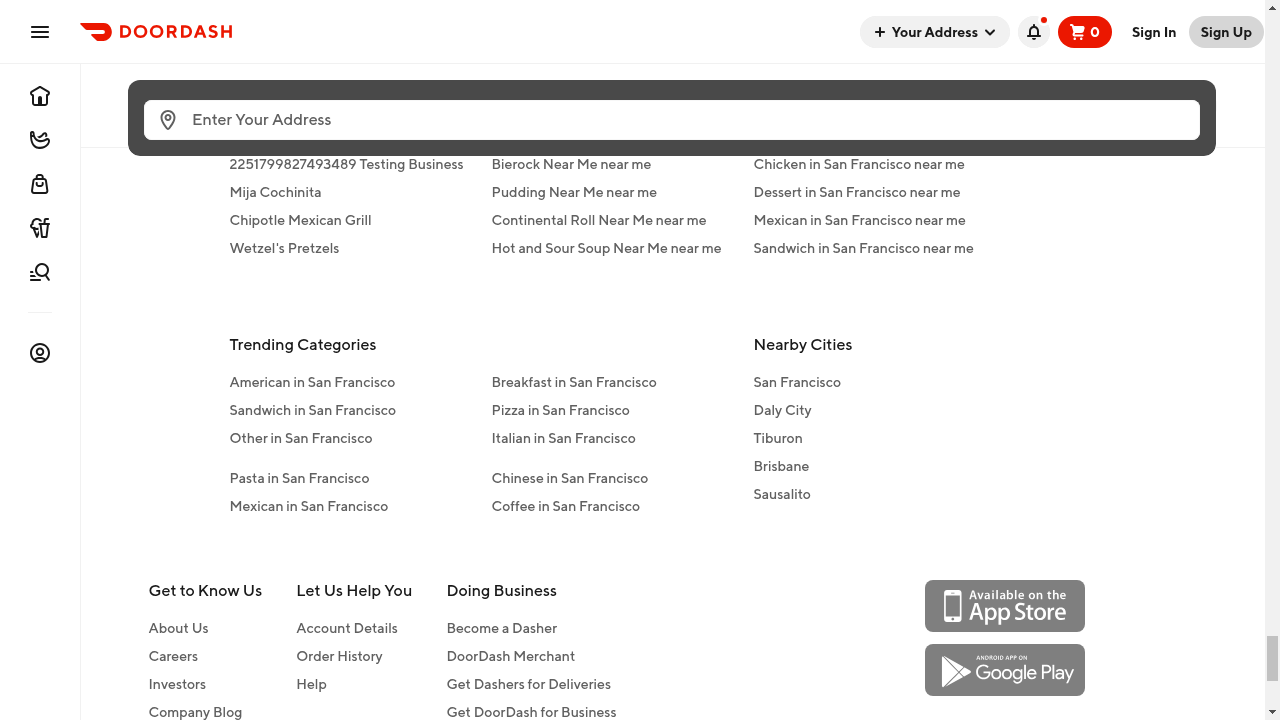 DOORDASH
Your Address
0
Sign In
Sign Up
Enter Your Address
2251799827493489 Testing Business
Bierock Near Me near me
Chicken in San Francisco near me
Mija Cochinita
Pudding Near Me near me
Dessert in San Francisco near me
Chipotle Mexican Grill
Continental Roll Near Me near me
Mexican in San Francisco near me
Wetzel's Pretzels
Hot and Sour Soup Near Me near me
Sandwich in San Francisco near me
Trending Categories
American in San Francisco
Breakfast in San Francisco
Sandwich in San Francisco
Pizza in San Francisco
Other in San Francisco
Italian in San Francisco
Pasta in San Francisco
Chinese in San Francisco
Mexican in San Francisco
Coffee in San Francisco
Nearby Cities
San Francisco
Daly City
Tiburon
Brisbane
Sausalito
Get to Know Us
About Us
Careers
Investors
Company Blog
Let Us Help You
Account Details
Order History
Help
Doing Business
Become a Dasher
DoorDash Merchant
Get Dashers for Deliveries
Get DoorDash for Business
Available on the
App Store
ANDROID APP ON
Google Play